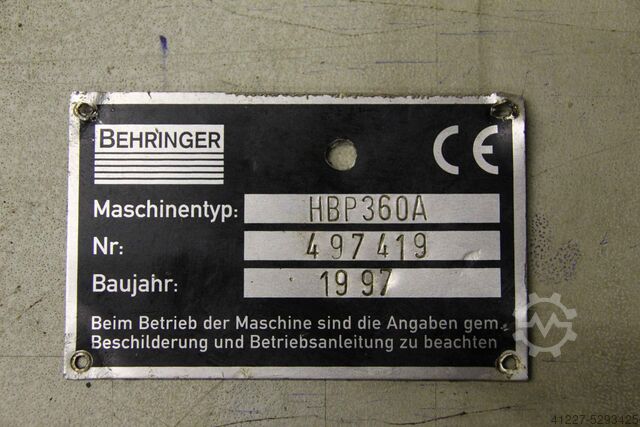 BEHRINGER
CE
Maschinentyp: HBP360A
Nr: 497419
Baujahr: 1997
Beim Betrieb der Maschine sind die Angaben gem.
Beschilderung und Betriebsanleitung zu beachten
41227-5293425